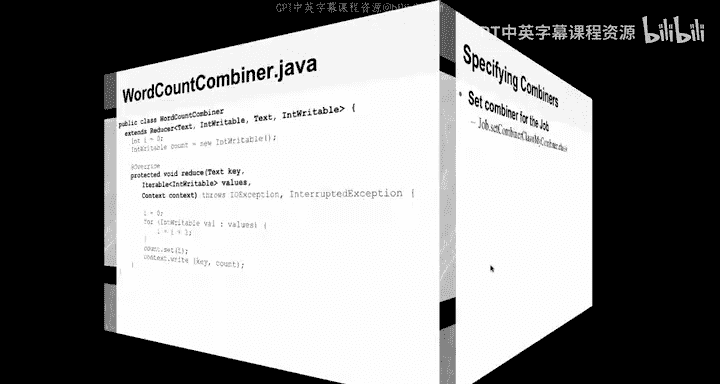 GPT中英字幕课程资源
中英字幕课程资源
bilibili
WordCountCombiner.java
public class WordCountCombiner
extends Reducer<Text, IntWritable, Text, IntWritable> {
int i = 0;
IntWritable count = new IntWritable();
@Override
protected void reduce(Text key,
Iterable<IntWritable> values,
Context context) throws IOException, InterruptedException {
i = 0;
for (IntWritable val : values) {
i = i + 1;
}
count.set(i);
context.write (key, count);
}
Specifying Combiners
• Set combiner for the Job